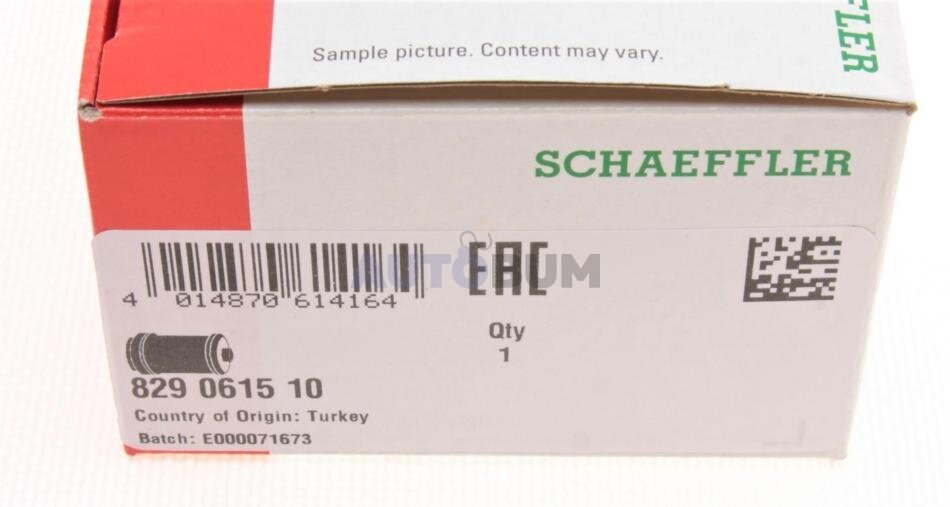 Sample picture. Content may vary.
FLER
SCHAEFFLER
AUTOBUM
EAC
4 014870 614164
Qty
1
829 0615 10
Country of Origin: Turkey
Batch: E000071673